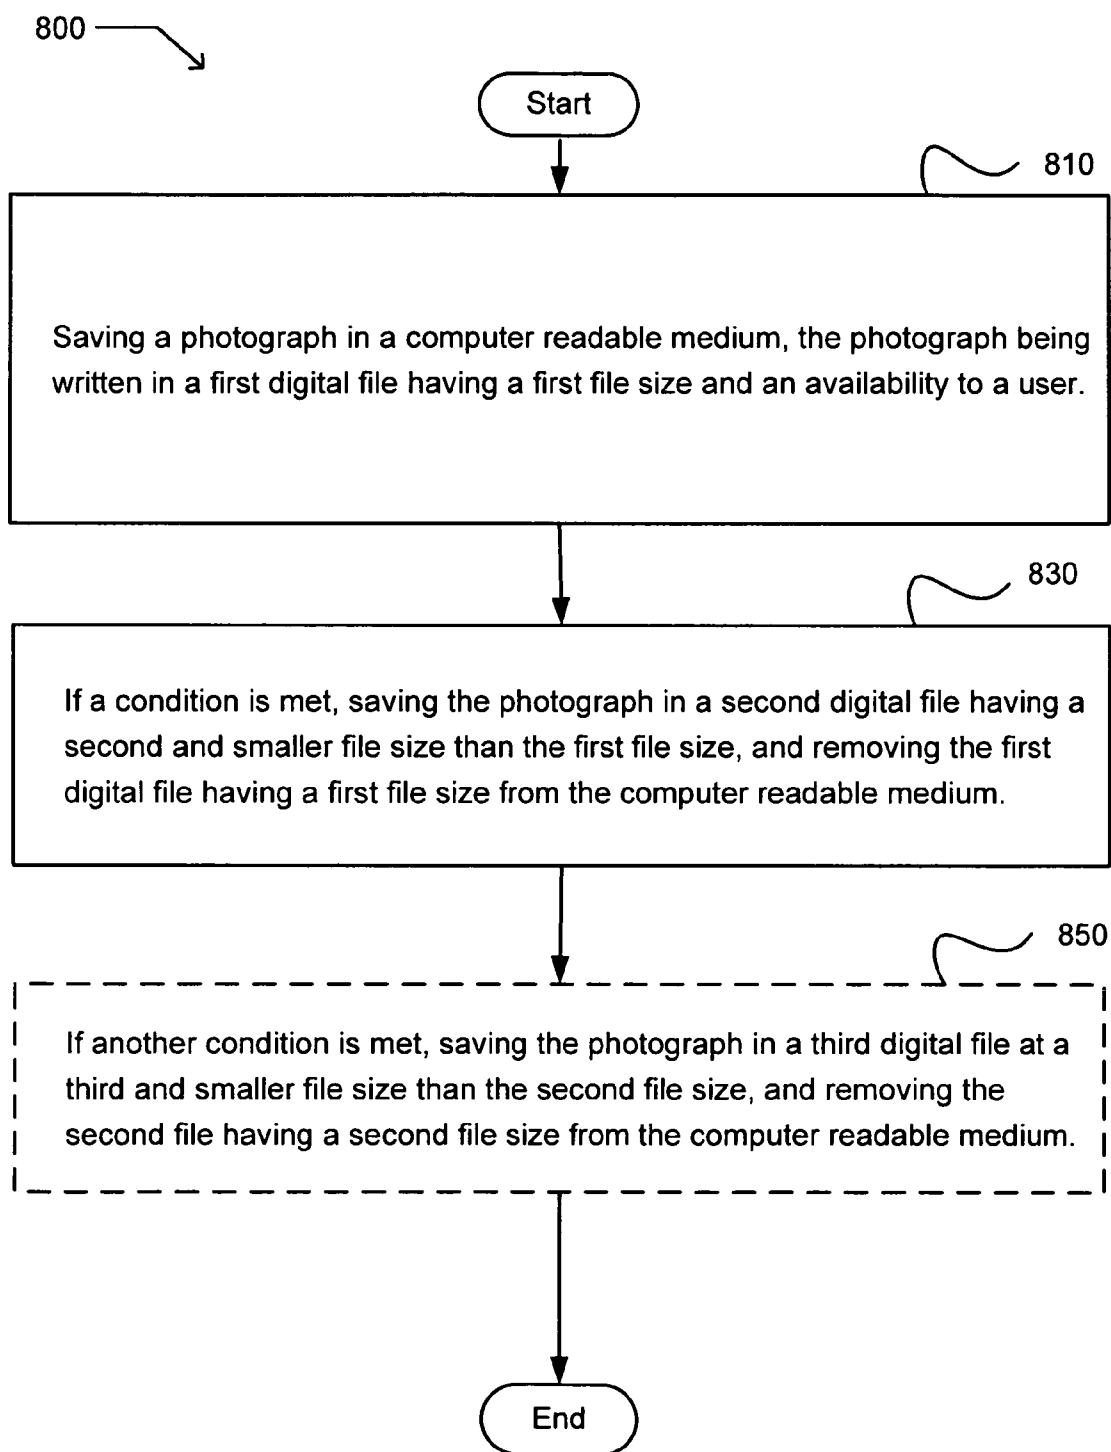 800
Start
810
Saving a photograph in a computer readable medium, the photograph being
written in a first digital file having a first file size and an availability to a user.
830
If a condition is met, saving the photograph in a second digital file having a
second and smaller file size than the first file size, and removing the first
digital file having a first file size from the computer readable medium.
850
If another condition is met, saving the photograph in a third digital file at a
third and smaller file size than the second file size, and removing the
second file having a second file size from the computer readable medium.
End